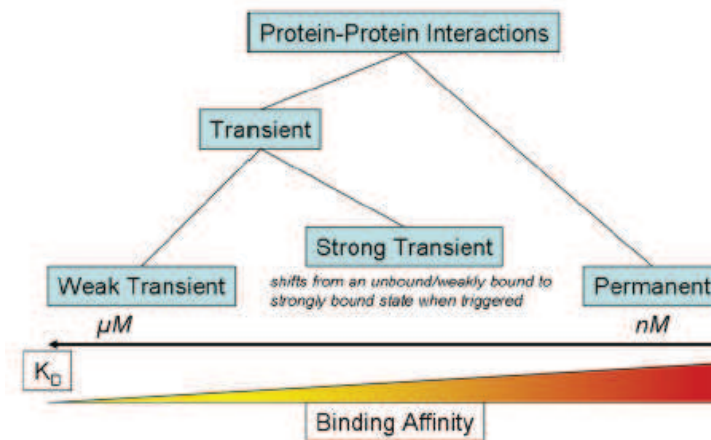 Protein-Protein Interactions
Transient
Strong Transient
shifts from an unbound/weakly bound to
strongly bound state when triggered
Weak Transient
Permanent
µM
nM
K_D
Binding Affinity